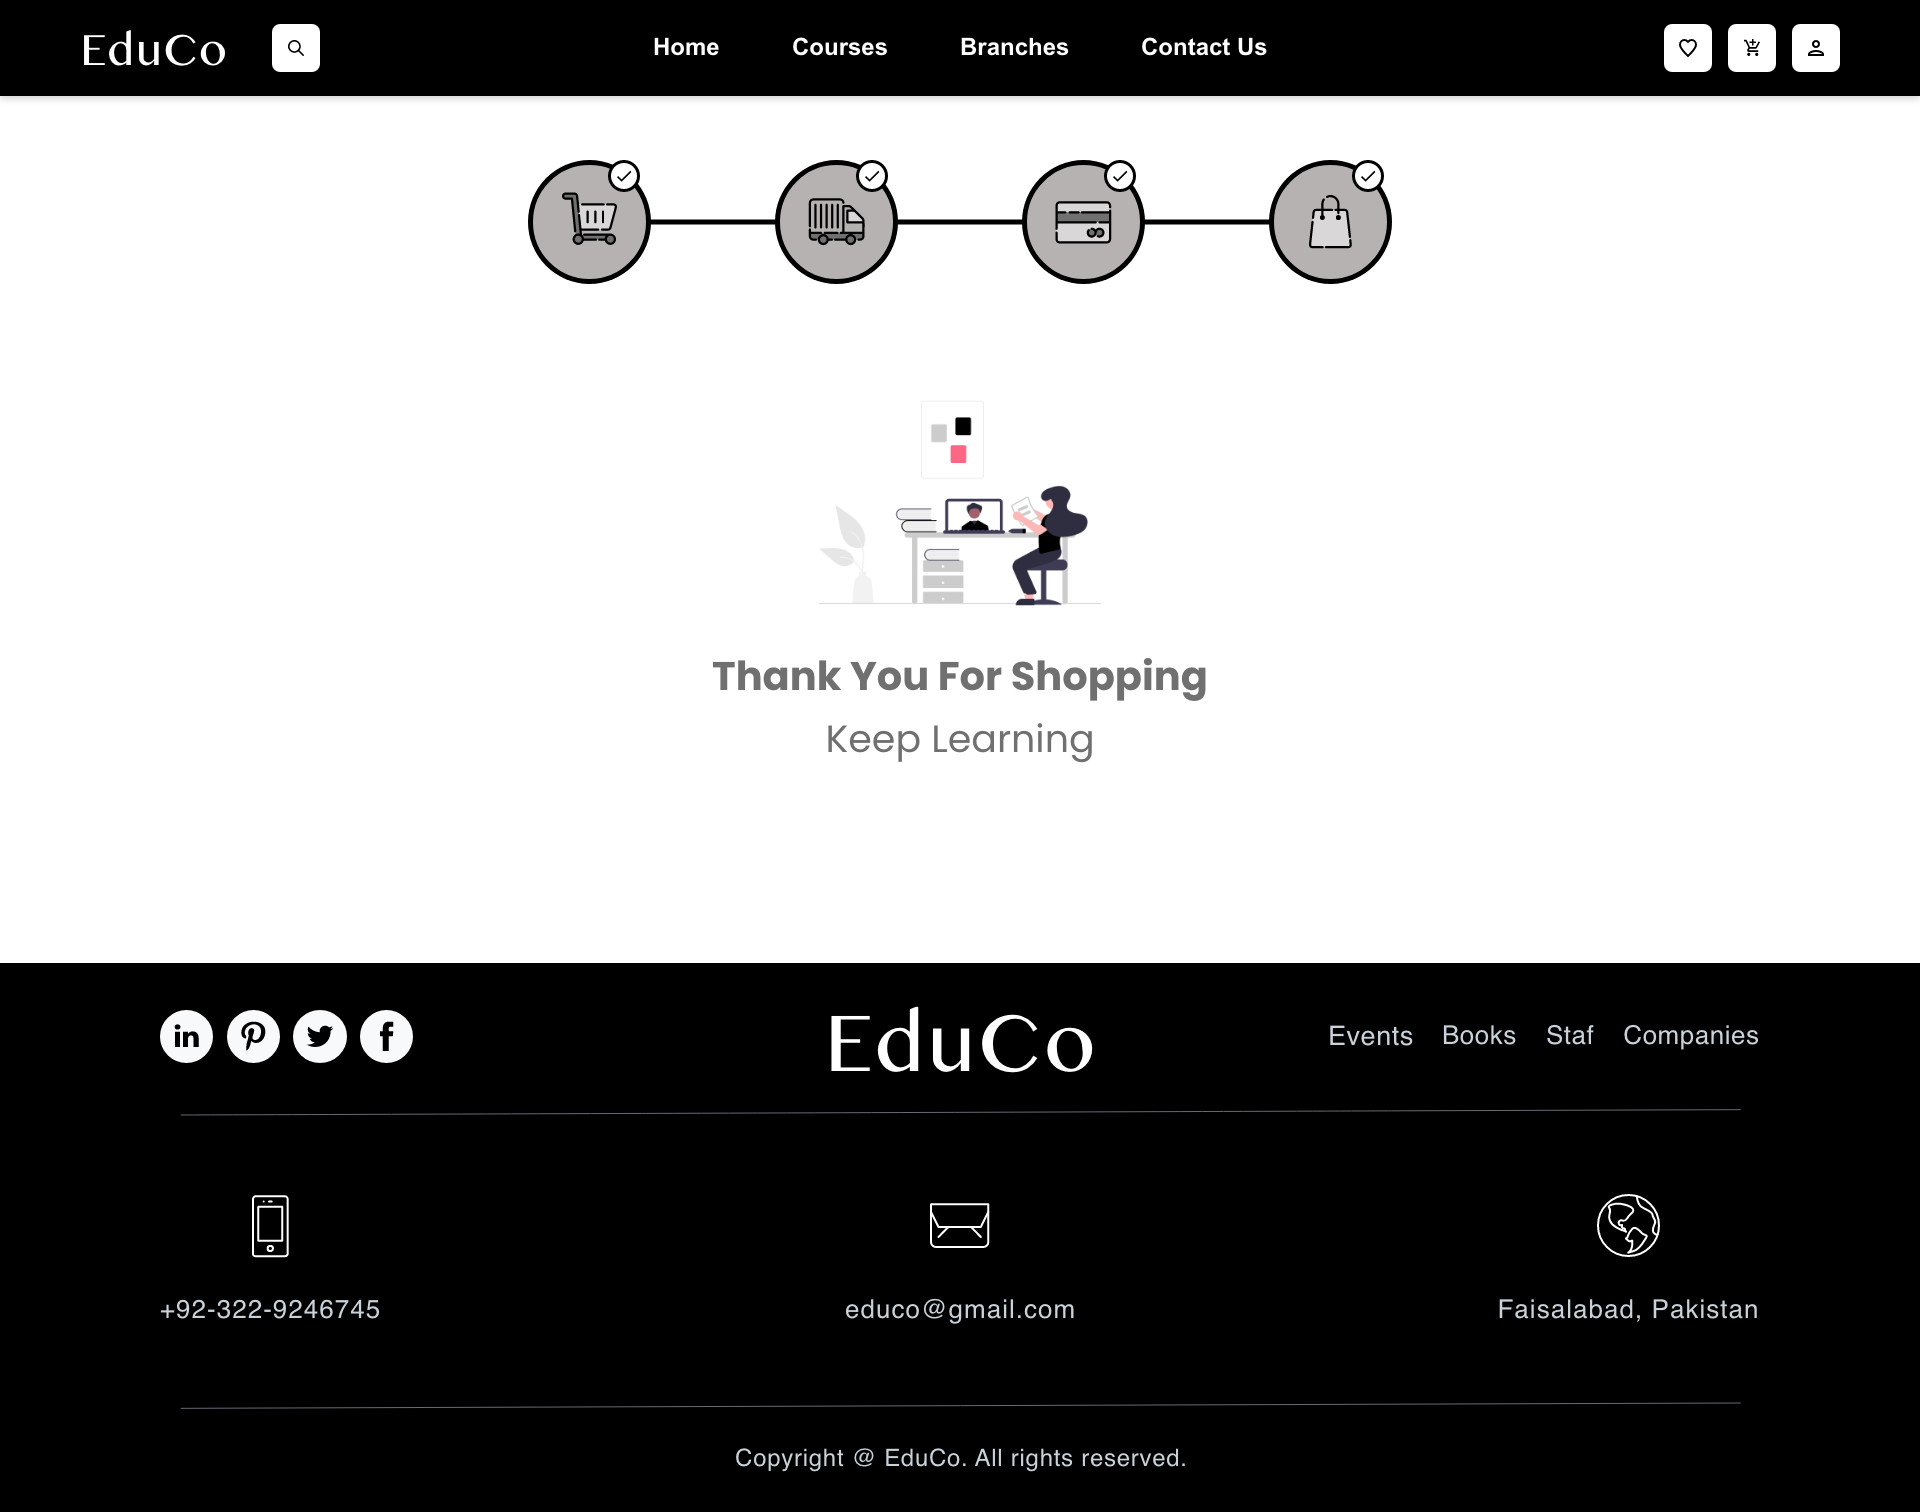 EduCo
Home Courses Branches Contact Us
Thank You For Shopping
Keep Learning
in
EduCo
Events Books Staf Companies
+92-322-9246745
educo@gmail.com
Faisalabad, Pakistan
Copyright @ EduCo. All rights reserved.